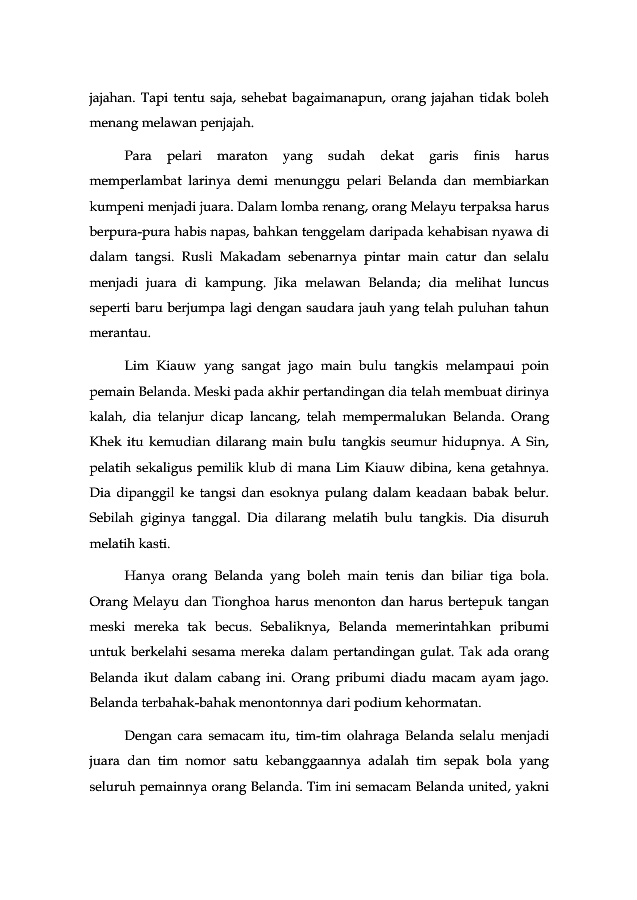 jajahan. Tapi tentu saja, sehebat bagaimanapun, orang jajahan tidak boleh
menang melawan penjajah.
Para pelari maraton yang sudah dekat garis finis harus
memperlambat larinya demi menunggu pelari Belanda dan membiarkan
kumpeni menjadi juara. Dalam lomba renang, orang Melayu terpaksa harus
berpura-pura habis napas, bahkan tenggelam daripada kehabisan nyawa di
dalam tangsi. Rusli Makadam sebenarnya pintar main catur dan selalu
menjadi juara di kampung. Jika melawan Belanda; dia melihat luncus
seperti baru berjumpa lagi dengan saudara jauh yang telah puluhan tahun
merantau.
Lim Kiauw yang sangat jago main bulu tangkis melampaui poin
pemain Belanda. Meski pada akhir pertandingan dia telah membuat dirinya
kalah, dia telanjur dicap lancang, telah mempermalukan Belanda. Orang
Khek itu kemudian dilarang main bulu tangkis seumur hidupnya. A Sin,
pelatih sekaligus pemilik klub di mana Lim Kiauw dibina, kena getahnya.
Dia dipanggil ke tangsi dan esoknya pulang dalam keadaan babak belur.
Sebilah giginya tanggal. Dia dilarang melatih bulu tangkis. Dia disuruh
melatih kasti.
Hanya orang Belanda yang boleh main tenis dan biliar tiga bola.
Orang Melayu dan Tionghoa harus menonton dan harus bertepuk tangan
meski mereka tak becus. Sebaliknya, Belanda memerintahkan pribumi
untuk berkelahi sesama mereka dalam pertandingan gulat. Tak ada orang
Belanda ikut dalam cabang ini. Orang pribumi diadu macam ayam jago.
Belanda terbahak-bahak menontonnya dari podium kehormatan.
Dengan cara semacam itu, tim-tim olahraga Belanda selalu menjadi
juara dan tim nomor satu kebanggaannya adalah tim sepak bola yang
seluruh pemainnya orang Belanda. Tim ini semacam Belanda united, yakni